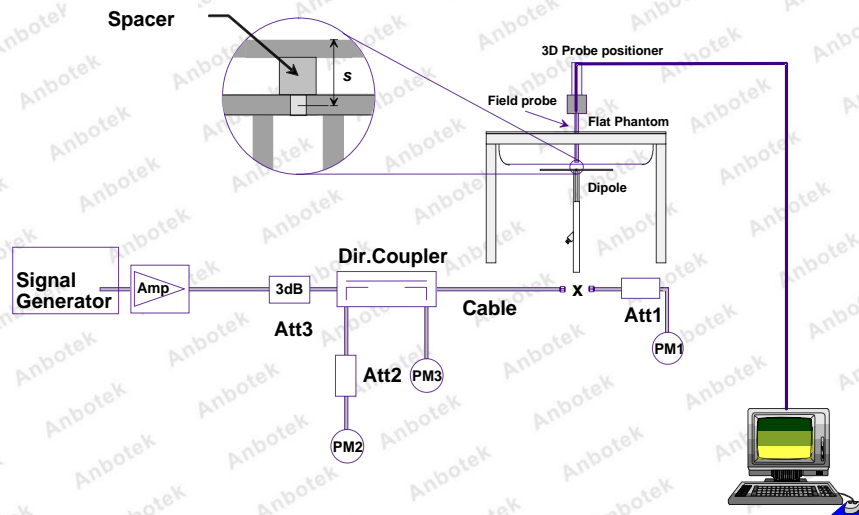 Spacer
s
3D Probe positioner
Field probe
Flat Phantom
Dipole
Signal
Generator
Amp
3dB
Att3
Dir.Coupler
Cable
x
Att1
PM1
Att2
PM3
PM2
Anbotek